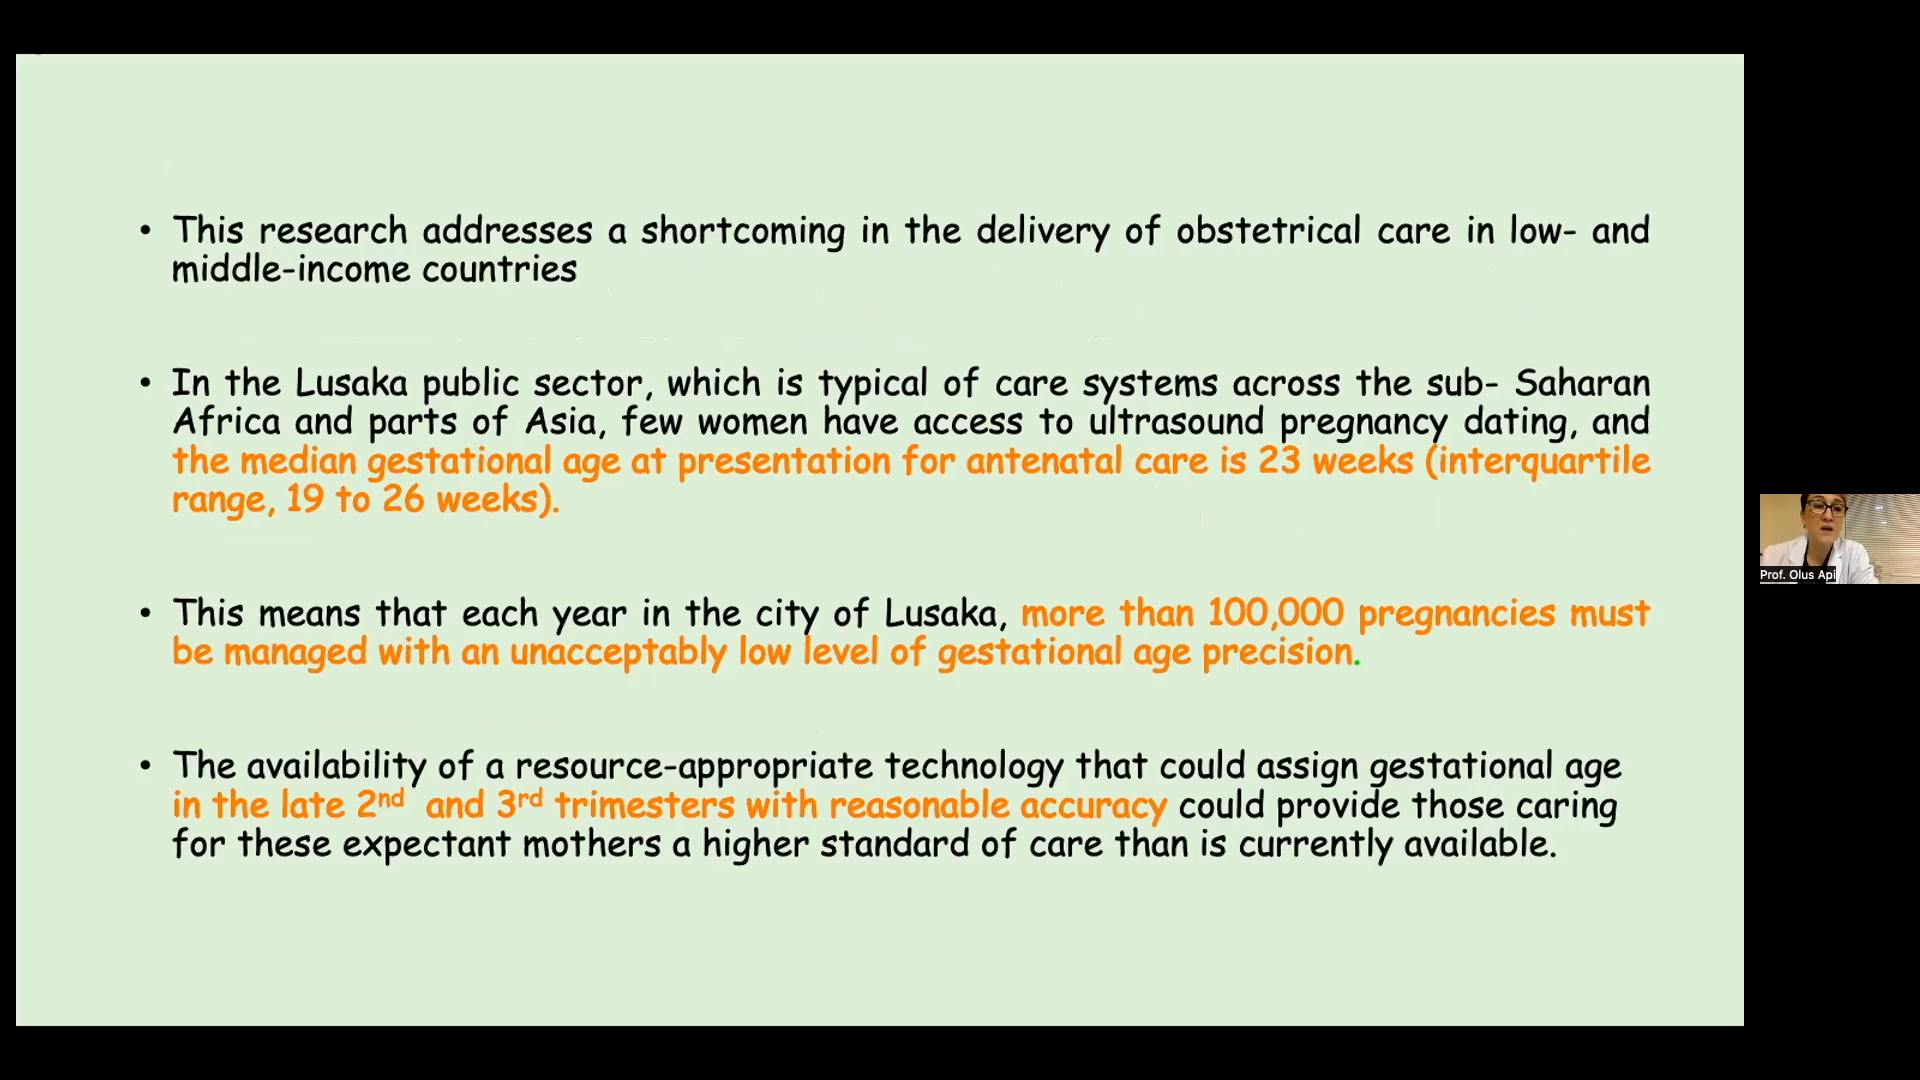 • This research addresses a shortcoming in the delivery of obstetrical care in low- and
middle-income countries
• In the Lusaka public sector, which is typical of care systems across the sub- Saharan
Africa and parts of Asia, few women have access to ultrasound pregnancy dating, and
the median gestational age at presentation for antenatal care is 23 weeks (interquartile
range, 19 to 26 weeks).
• This means that each year in the city of Lusaka, more than 100,000 pregnancies must
be managed with an unacceptably low level of gestational age precision.
• The availability of a resource-appropriate technology that could assign gestational age
in the late 2nd and 3rd trimesters with reasonable accuracy could provide those caring
for these expectant mothers a higher standard of care than is currently available.
Prof. Olus Api